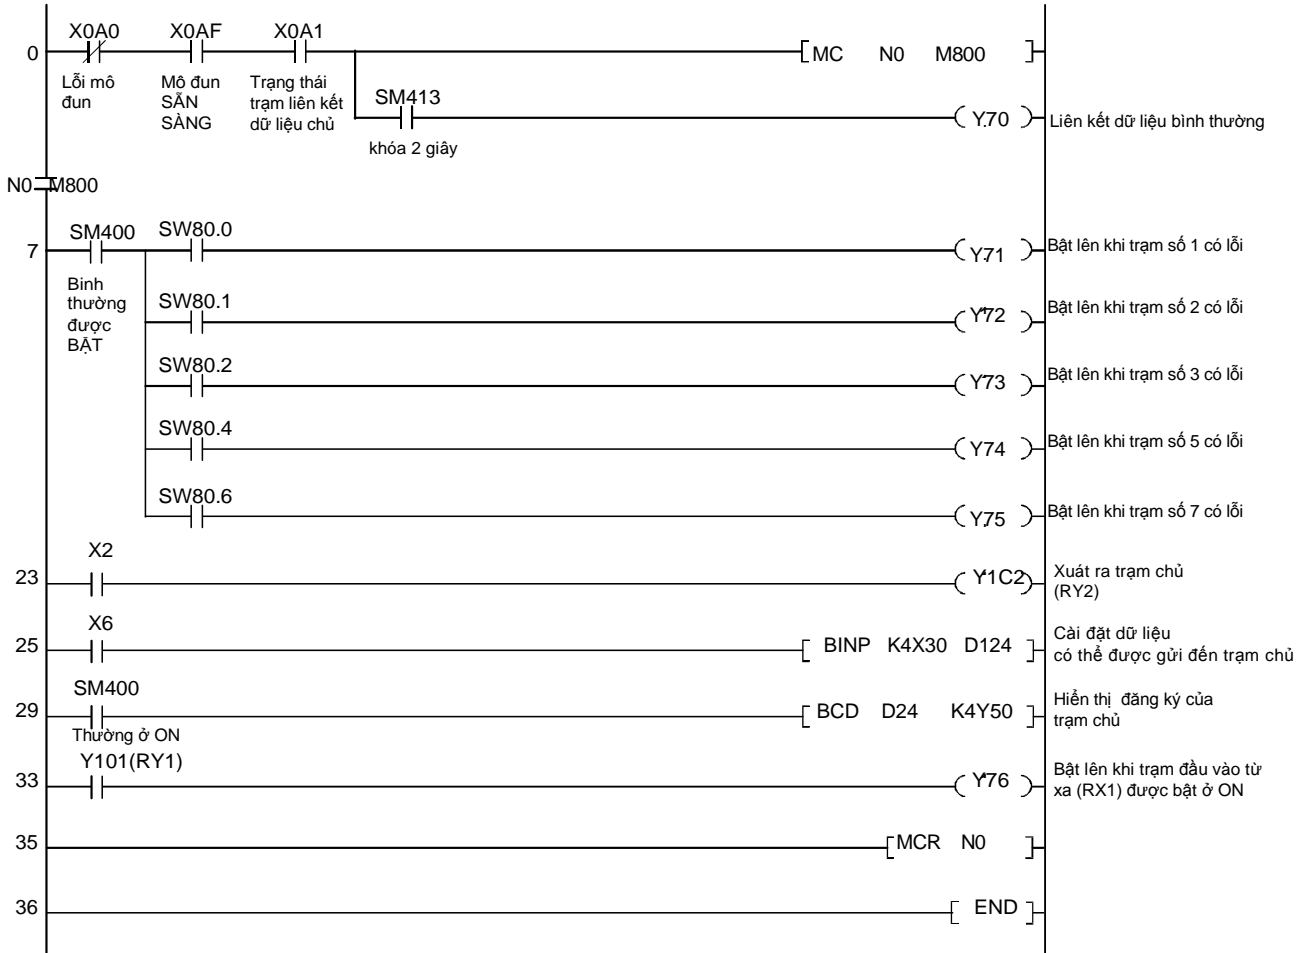 X0A0 X0AF X0A1
0 MC N0 M800
Lỗi mô
đun
Mô đun
SẴN
SÀNG
Trạng thái
trạm liên kết
dữ liệu chủ
SM413
Y70 Liên kết dữ liệu bình thường
khóa 2 giây
N0 M800
SM400 SW80.0
7 Y71 Bật lên khi trạm số 1 có lỗi
Binh
thường
được
BẬT
SW80.1
Y72 Bật lên khi trạm số 2 có lỗi
SW80.2
Y73 Bật lên khi trạm số 3 có lỗi
SW80.4
Y74 Bật lên khi trạm số 5 có lỗi
SW80.6
Y75 Bật lên khi trạm số 7 có lỗi
X2
23 Y1C2 Xuát ra trạm chủ
(RY2)
X6
25 BINP K4X30 D124 Cài đặt dữ liệu
có thể được gửi đến trạm chủ
SM400
29 BCD D24 K4Y50 Hiển thị đăng ký của
trạm chủ
Thường ở ON
Y101(RY1)
33 Y76 Bật lên khi trạm đầu vào từ
xa (RX1) được bật ở ON
35 MCR N0
36 END